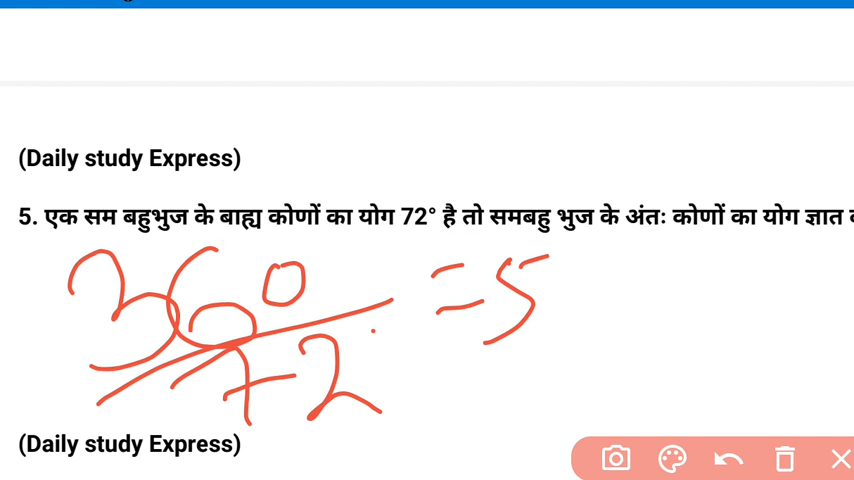 (Daily study Express)
5. एक सम बहुभुज के बाह्य कोणों का योग 72° है तो समबहु भुज के अंतः कोणों का योग ज्ञात
360 = 5
72
(Daily study Express)